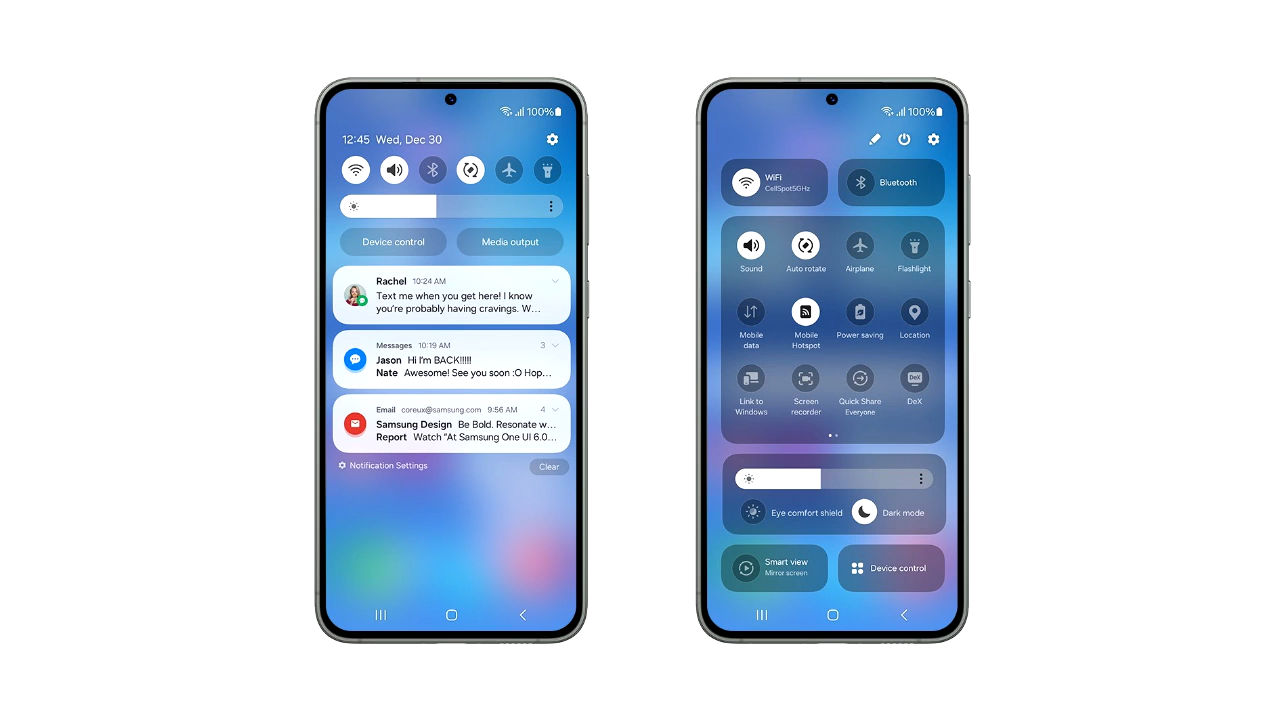 100%
12:45 Wed, Dec 30
Device control
Media output
Rachel 10:24 AM
Text me when you get here! I know
you're probably having cravings. W...
Messages 10:19 AM 3
Jason Hi I'm BACK!!!!!
Nate Awesome! See you soon :O Hop...
Email coreux@samsung.com 9:56 AM 4
Samsung Design Be Bold. Resonate w...
Report Watch "At Samsung One UI 6.0...
Notification Settings
Clear
100%
WiFi
CellSpot5GHz
Bluetooth
Sound
Auto rotate
Airplane
Flashlight
Mobile
data
Mobile
Hotspot
Power saving
Location
Link to
Windows
Screen
recorder
Quick Share
Everyone
DeX
DeX
Eye comfort shield
Dark mode
Smart view
Mirror screen
Device control